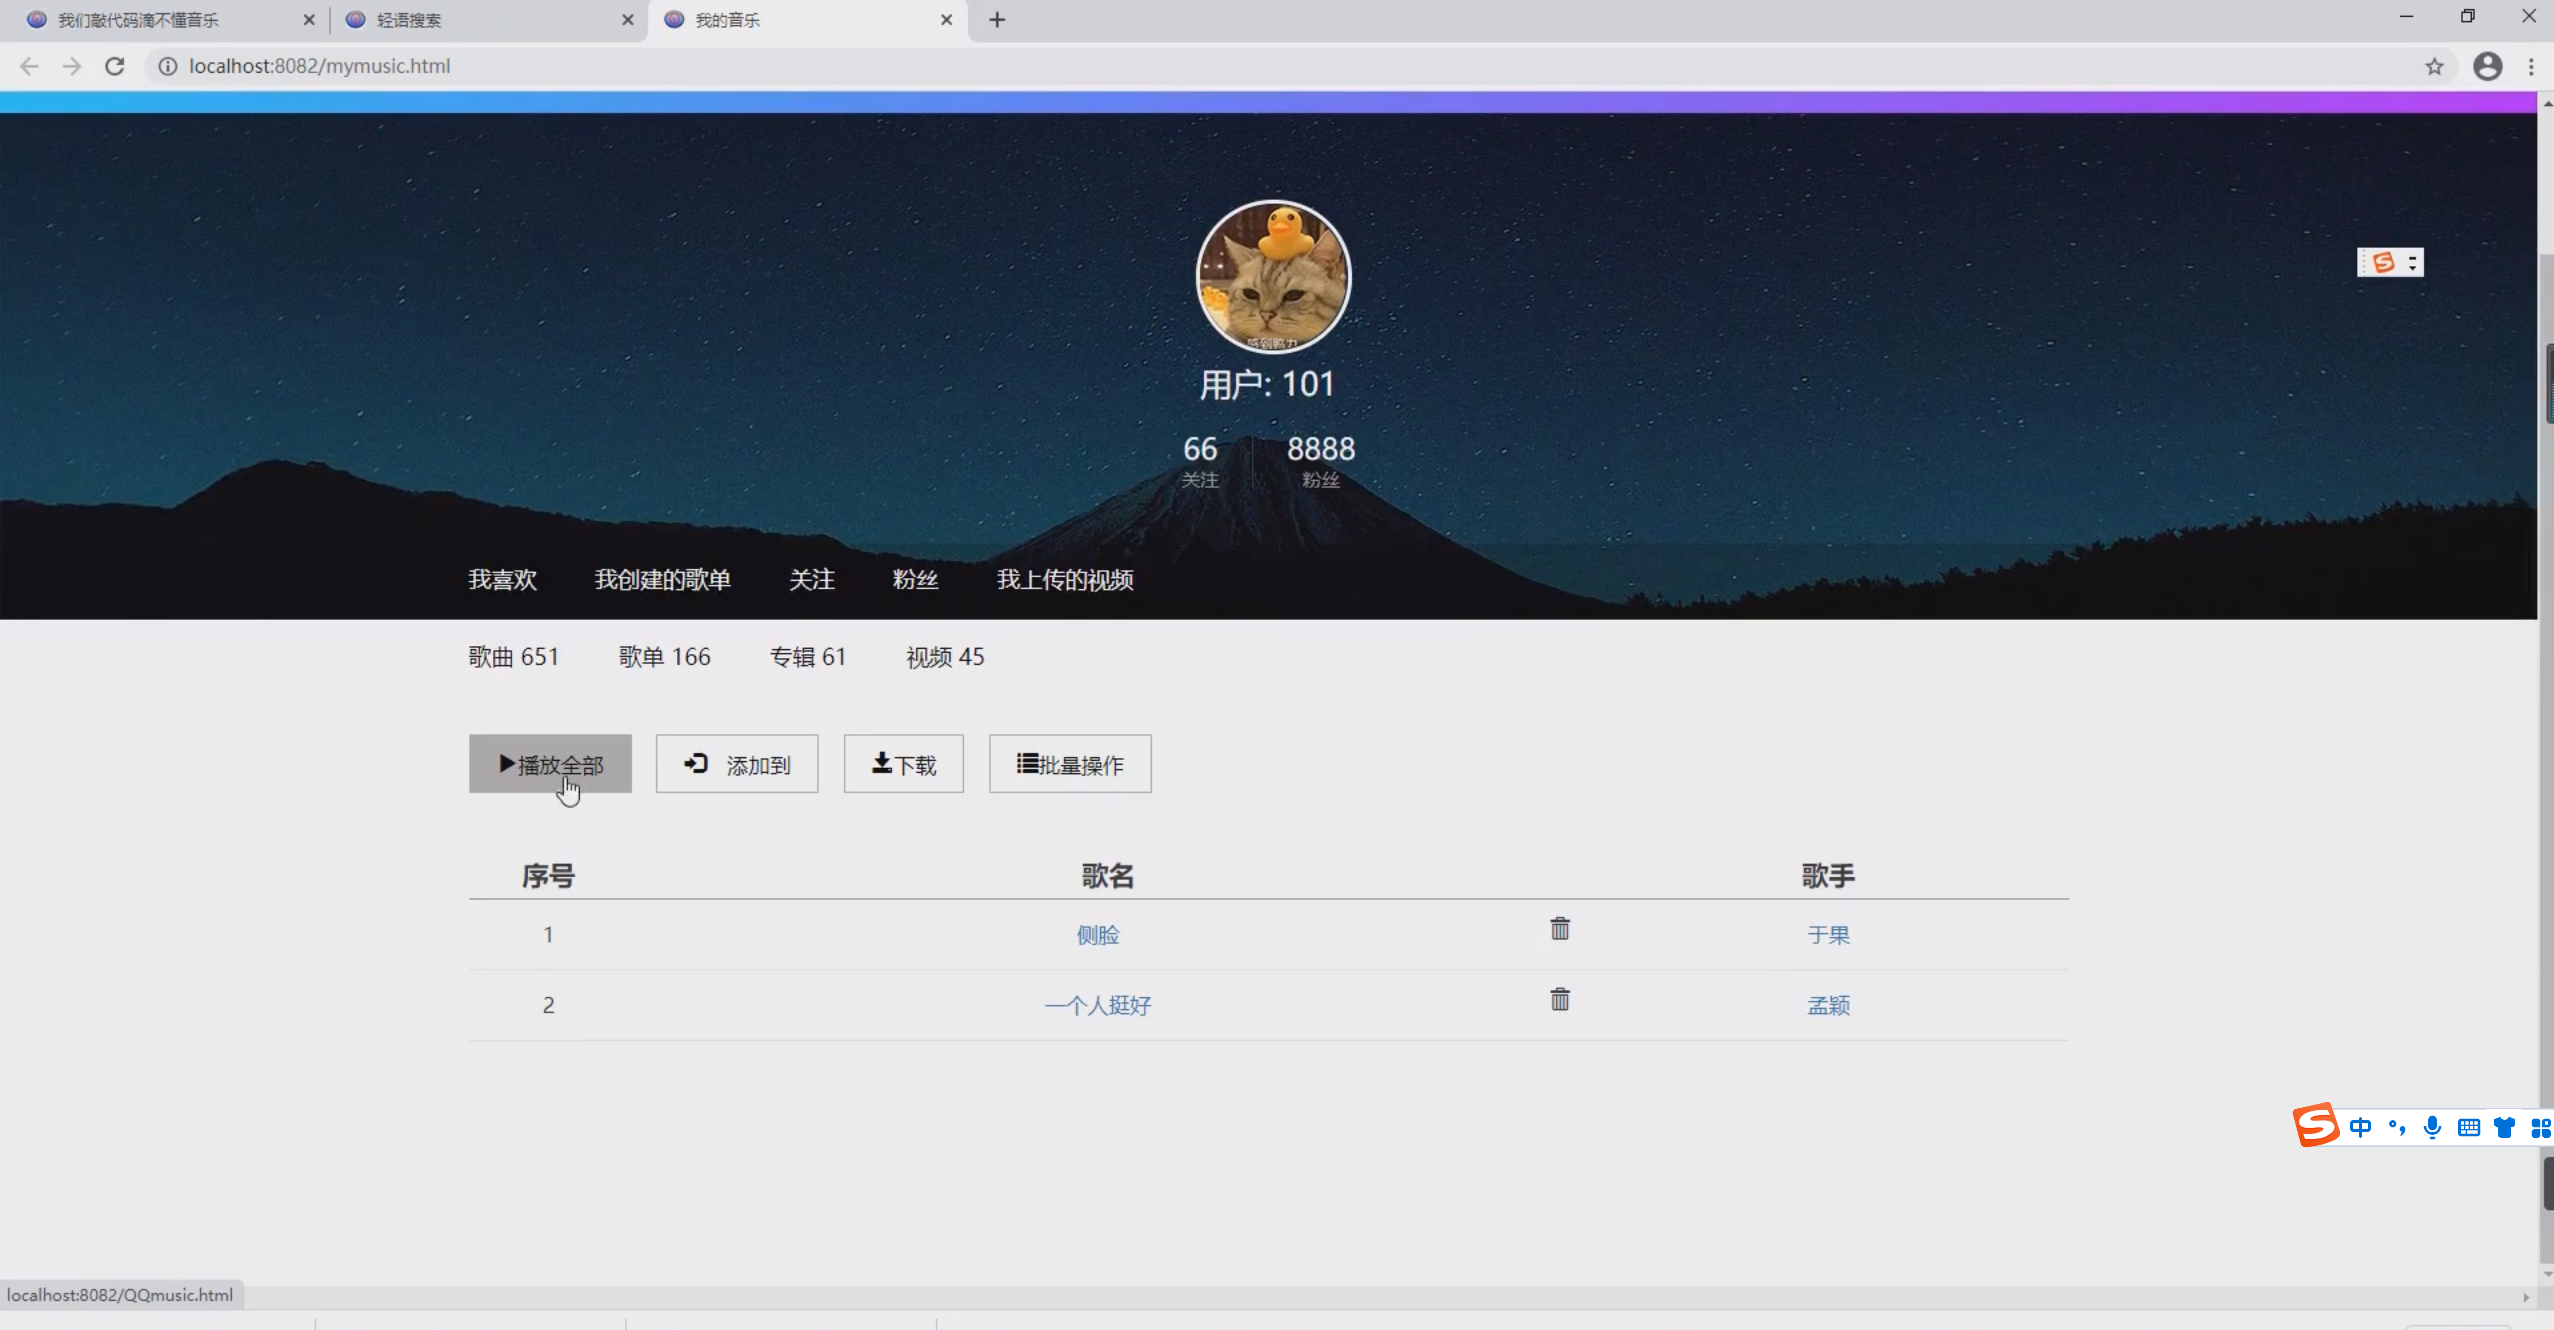 我们敲代码滴不懂音乐
轻语搜索
我的音乐
localhost:8082/mymusic.html
感到鸭力
用户: 101
66
8888
关注
粉丝
我喜欢
我创建的歌单
关注
粉丝
我上传的视频
歌曲 651
歌单 166
专辑 61
视频 45
播放全部
添加到
下载
批量操作
序号
歌名
歌手
1
侧脸
于果
2
一个人挺好
孟颖
中
localhost:8082/QQmusic.html